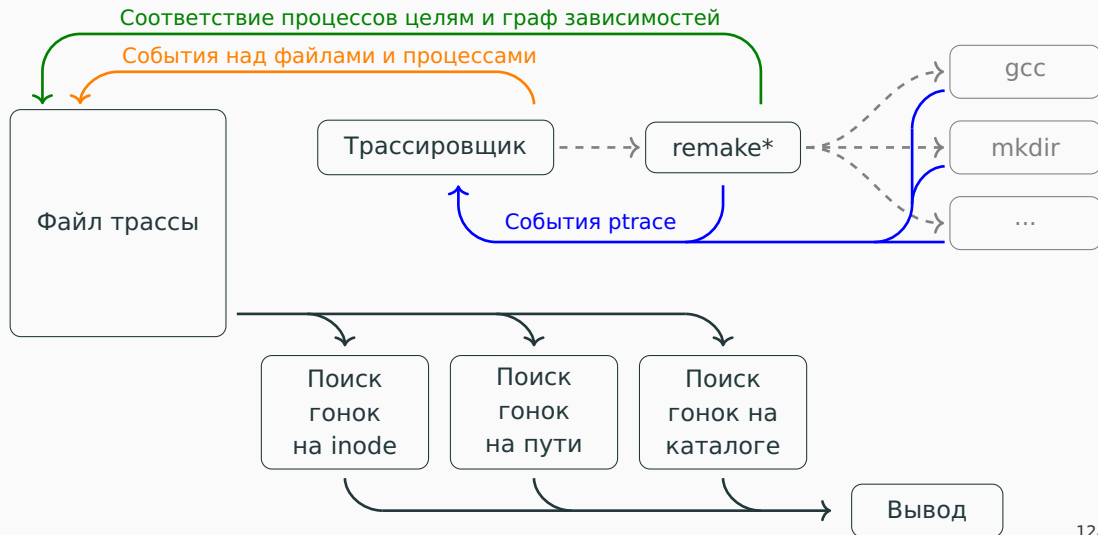 Соответствие процессов целям и граф зависимостей
События над файлами и процессами
gcc
Трассировщик
remake*
mkdir
Файл трассы
События ptrace
...
Поиск
гонок
на inode
Поиск
гонок
на пути
Поиск
гонок на
каталоге
Вывод